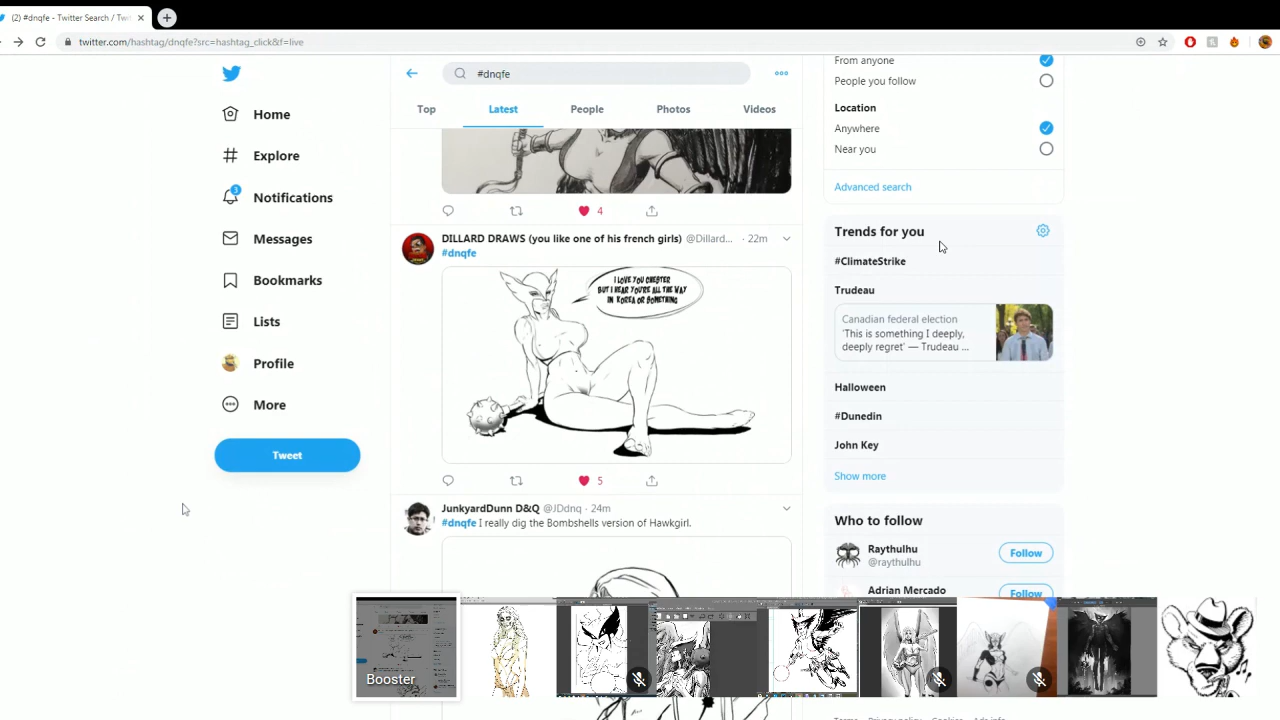 (2) #dnqfe - Twitter Search / Twi
twitter.com/hashtag/dnqfe?src=hashtag_click&f=live
#dnqfe
Home
Explore
3
Notifications
Messages
Bookmarks
Lists
Profile
More
Tweet
Top
Latest
People
Photos
Videos
4
DILLARD DRAWS (you like one of his french girls) @Dillard... · 22m
#dnqfe
I LOVE YOU CHESTER
BUT I HEAR YOU'RE ALL THE WAY
IN KOREA OR SOMETHING
5
JunkyardDunn D&Q @JDdnq · 24m
#dnqfe I really dig the Bombshells version of Hawkgirl.
From anyone
People you follow
Location
Anywhere
Near you
Advanced search
Trends for you
#ClimateStrike
Trudeau
Canadian federal election
'This is something I deeply,
deeply regret' — Trudeau ...
Halloween
#Dunedin
John Key
Show more
Who to follow
Raythulhu
@raythulhu
Follow
Adrian Mercado
Follow
Booster